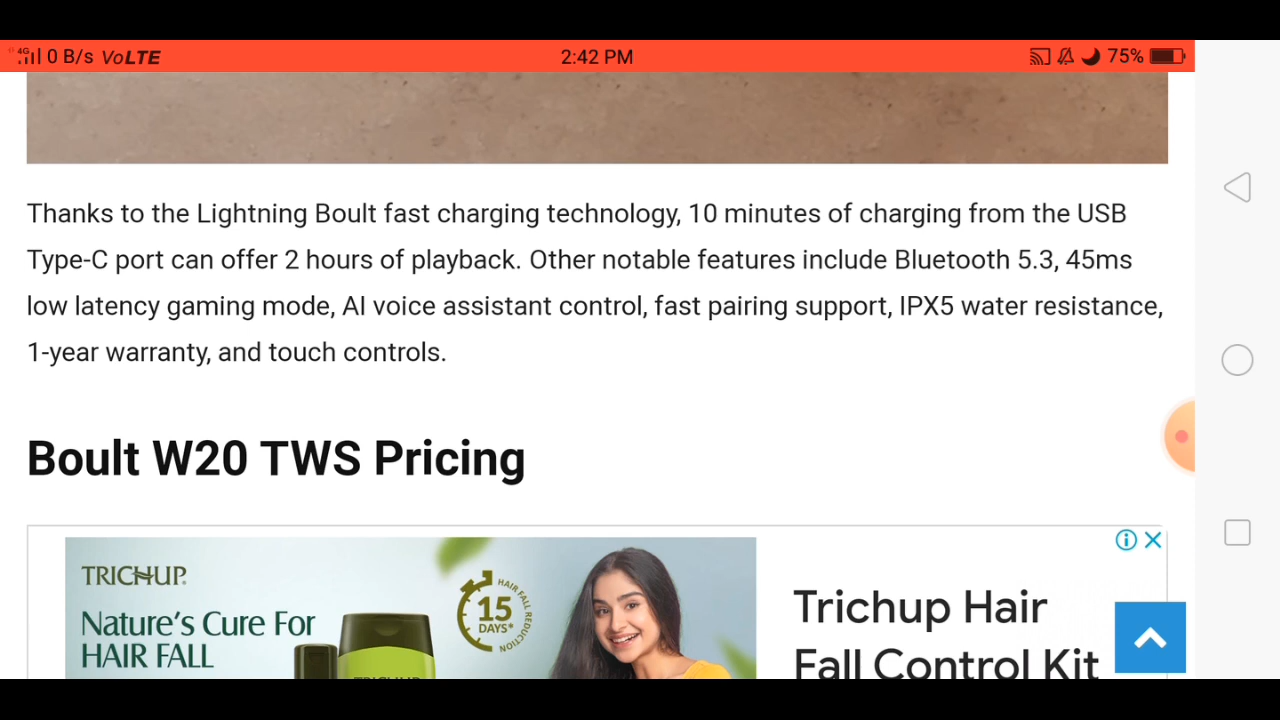 4G 0 B/s VoLTE 2:42 PM 75%
Thanks to the Lightning Boult fast charging technology, 10 minutes of charging from the USB
Type-C port can offer 2 hours of playback. Other notable features include Bluetooth 5.3, 45ms
low latency gaming mode, AI voice assistant control, fast pairing support, IPX5 water resistance,
1-year warranty, and touch controls.
Boult W20 TWS Pricing
TRICHUP.
Nature's Cure For
HAIR FALL
15
DAYS*
HAIR FALL REDUCTION
TRICHUP
Trichup Hair
Fall Control Kit